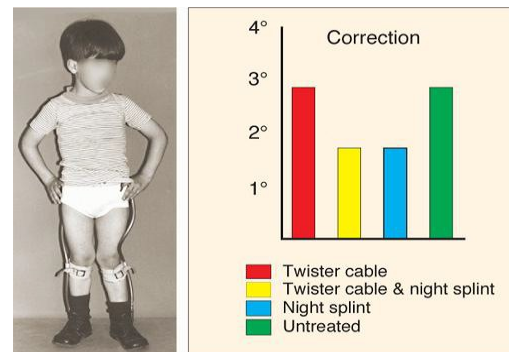 Correction
4°
3°
2°
1°
Twister cable
Twister cable & night splint
Night splint
Untreated